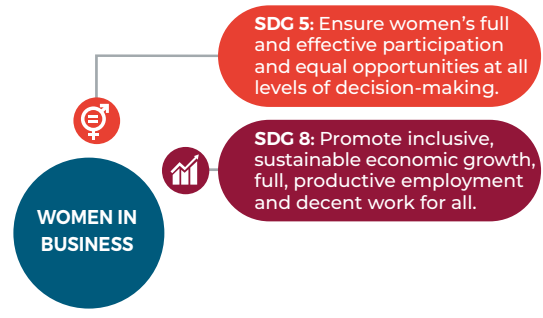 SDG 5: Ensure women’s full
and effective participation
and equal opportunities at all
levels of decision-making.
SDG 8: Promote inclusive,
sustainable economic growth,
full, productive employment
and decent work for all.
WOMEN IN
BUSINESS